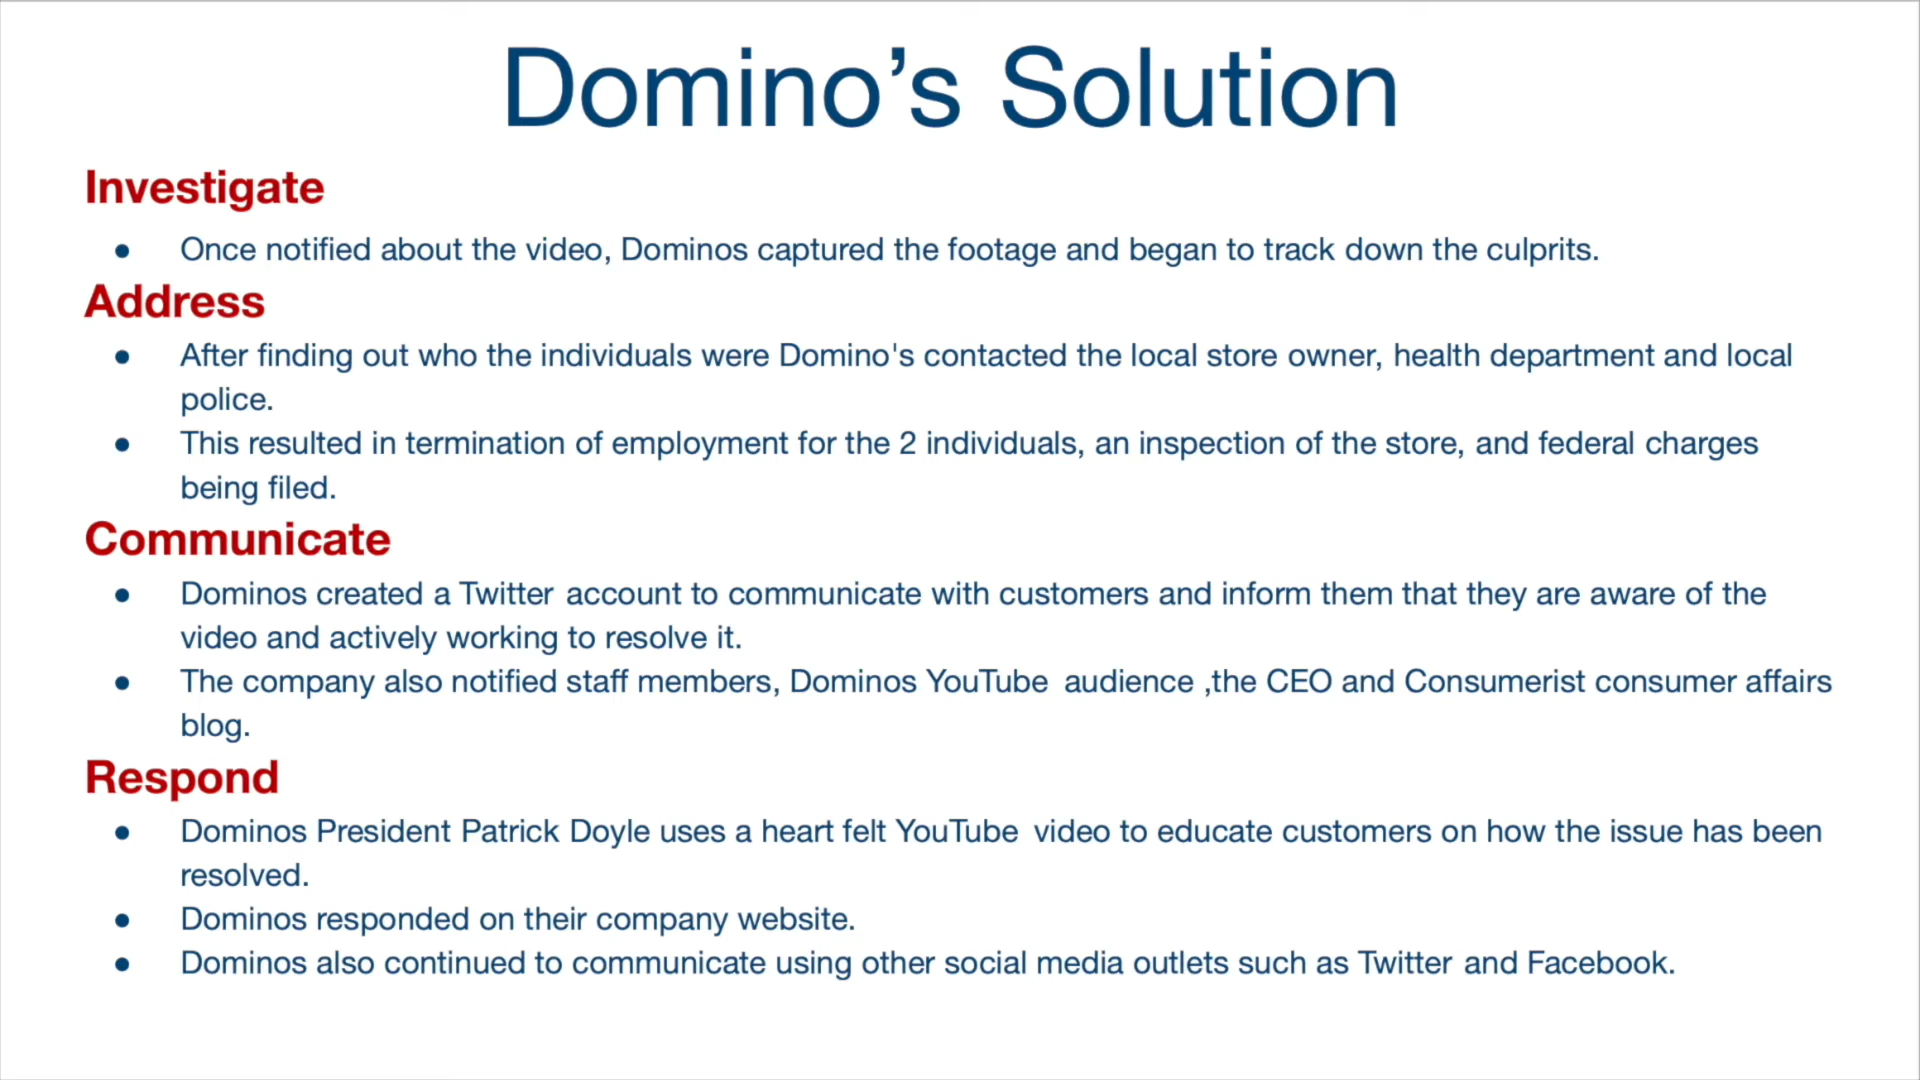 Domino’s Solution
Investigate
● Once notified about the video, Dominos captured the footage and began to track down the culprits.
Address
● After finding out who the individuals were Domino's contacted the local store owner, health department and local
police.
● This resulted in termination of employment for the 2 individuals, an inspection of the store, and federal charges
being filed.
Communicate
● Dominos created a Twitter account to communicate with customers and inform them that they are aware of the
video and actively working to resolve it.
● The company also notified staff members, Dominos YouTube audience ,the CEO and Consumerist consumer affairs
blog.
Respond
● Dominos President Patrick Doyle uses a heart felt YouTube video to educate customers on how the issue has been
resolved.
● Dominos responded on their company website.
● Dominos also continued to communicate using other social media outlets such as Twitter and Facebook.